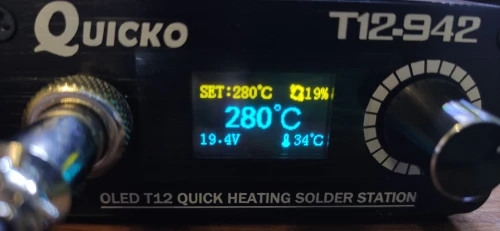 QUICKO
T12-942
SET:280℃ 19%
280℃
19.4V 34℃
OLED T12 QUICK HEATING SOLDER STATION